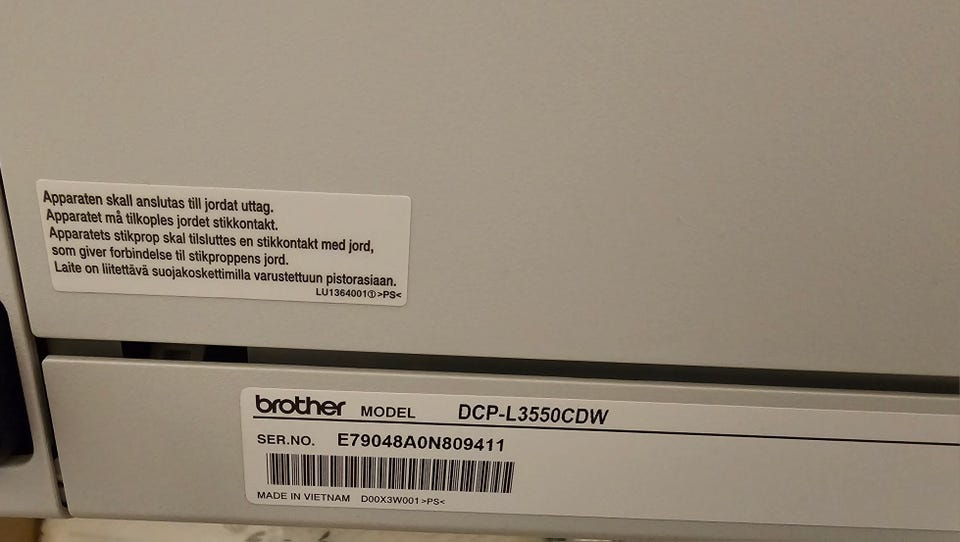 Apparaten skall anslutas till jordat uttag.
Apparatet må tilkoples jordet stikkontakt.
Apparatets stikprop skal tilsluttes en stikkontakt med jord,
som giver forbindelse til stikproppens jord.
Laite on liitettävä suojakoskettimilla varustettuun pistorasiaan.
LU1364001① >PS<
brother MODEL DCP-L3550CDW
SER.NO. E79048A0N809411
MADE IN VIETNAM D00X3W001 >PS<